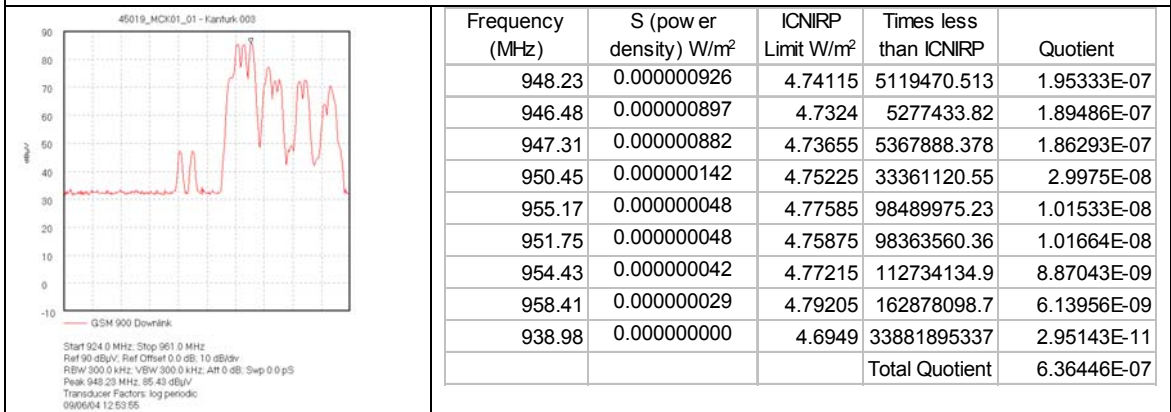 45019_MCK01_01 - Kanturk 003
90
80
70
60
50
40
30
20
10
0
-10
dBµV
GSM 900 Downlink
Start 924.0 MHz; Stop 961.0 MHz
Ref 90 dBµV; Ref Offset 0.0 dB; 10 dB/div
RBW 300.0 kHz; VBW 300.0 kHz; Att 0 dB; Swp 0.0 pS
Peak 948.23 MHz, 85.43 dBµV
Transducer Factors: log periodic
09/06/04 12:53:55
Frequency (MHz) S (power density) W/m² ICNIRP Limit W/m² Times less than ICNIRP Quotient
948.23 0.000000926 4.74115 5119470.513 1.95333E-07
946.48 0.000000897 4.7324 5277433.82 1.89486E-07
947.31 0.000000882 4.73655 5367888.378 1.86293E-07
950.45 0.000000142 4.75225 33361120.55 2.9975E-08
955.17 0.000000048 4.77585 98489975.23 1.01533E-08
951.75 0.000000048 4.75875 98363560.36 1.01664E-08
954.43 0.000000042 4.77215 112734134.9 8.87043E-09
958.41 0.000000029 4.79205 162878098.7 6.13956E-09
938.98 0.000000000 4.6949 33881895337 2.95143E-11
Total Quotient 6.36446E-07